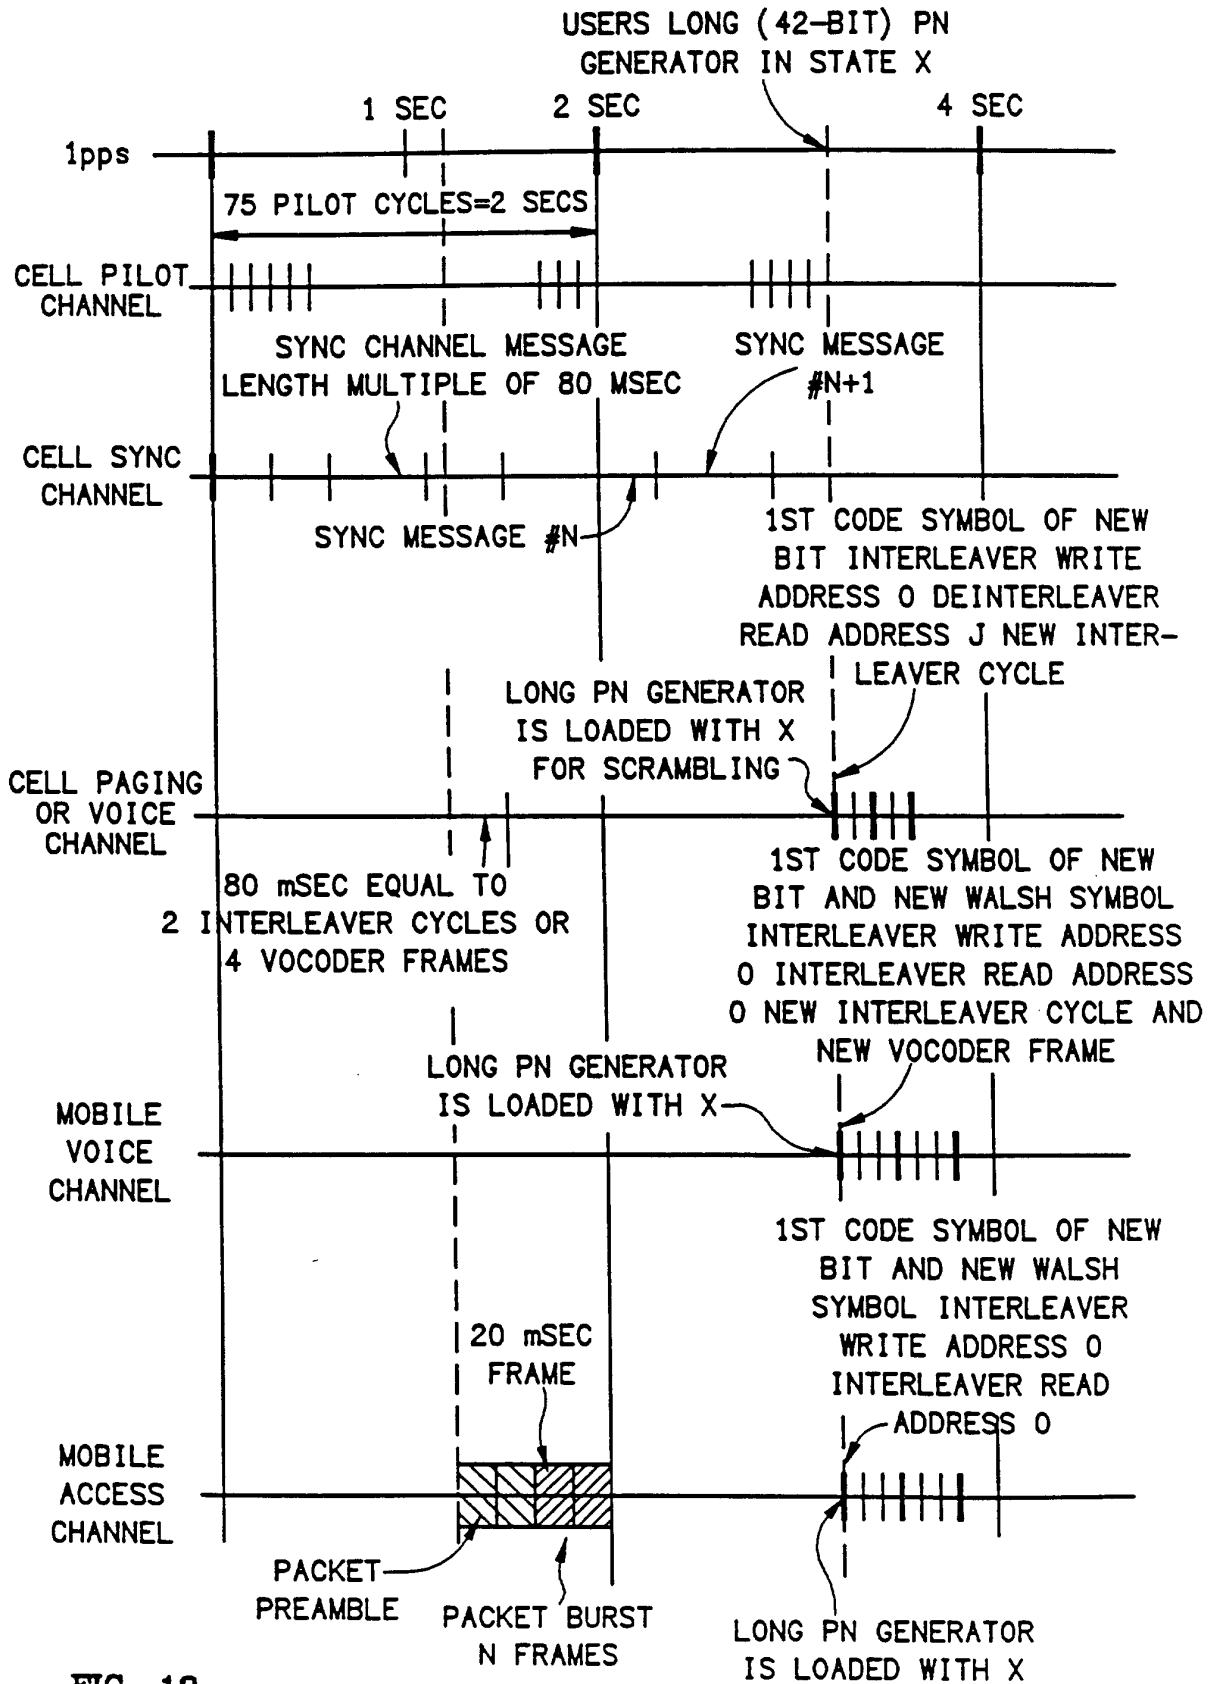 USERS LONG (42-BIT) PN
GENERATOR IN STATE X
1 SEC
2 SEC
4 SEC
1pps
75 PILOT CYCLES=2 SECS
CELL PILOT
CHANNEL
SYNC CHANNEL MESSAGE
LENGTH MULTIPLE OF 80 MSEC
SYNC MESSAGE
#N+1
CELL SYNC
CHANNEL
SYNC MESSAGE #N
1ST CODE SYMBOL OF NEW
BIT INTERLEAVER WRITE
ADDRESS 0 DEINTERLEAVER
READ ADDRESS J NEW INTER-
LEAVER CYCLE
LONG PN GENERATOR
IS LOADED WITH X
FOR SCRAMBLING
CELL PAGING
OR VOICE
CHANNEL
80 mSEC EQUAL TO
2 INTERLEAVER CYCLES OR
4 VOCODER FRAMES
1ST CODE SYMBOL OF NEW
BIT AND NEW WALSH SYMBOL
INTERLEAVER WRITE ADDRESS
0 INTERLEAVER READ ADDRESS
0 NEW INTERLEAVER CYCLE AND
NEW VOCODER FRAME
LONG PN GENERATOR
IS LOADED WITH X
MOBILE
VOICE
CHANNEL
1ST CODE SYMBOL OF NEW
BIT AND NEW WALSH
SYMBOL INTERLEAVER
WRITE ADDRESS 0
INTERLEAVER READ
ADDRESS 0
20 mSEC
FRAME
MOBILE
ACCESS
CHANNEL
PACKET
PREAMBLE
PACKET BURST
N FRAMES
LONG PN GENERATOR
IS LOADED WITH X
FIG.